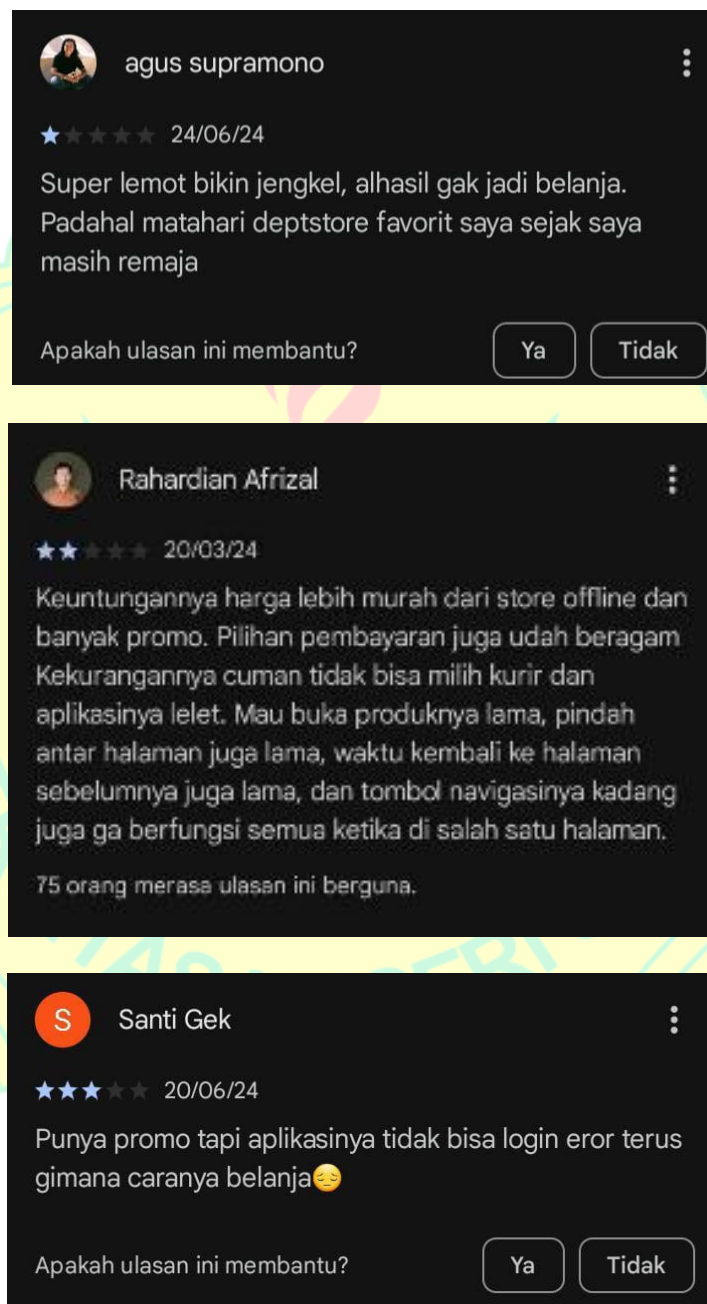 agus supramono
24/06/24
Super lemot bikin jengkel, alhasil gak jadi belanja.
Padahal matahari deptstore favorit saya sejak saya
masih remaja
Apakah ulasan ini membantu?
Ya
Tidak
Rahardian Afrizal
20/03/24
Keuntungannya harga lebih murah dari store offline dan
banyak promo. Pilihan pembayaran juga udah beragam
Kekurangannya cuman tidak bisa milih kurir dan
aplikasinya lelet. Mau buka produknya lama, pindah
antar halaman juga lama, waktu kembali ke halaman
sebelumnya juga lama, dan tombol navigasinya kadang
juga ga berfungsi semua ketika di salah satu halaman.
75 orang merasa ulasan ini berguna.
S
Santi Gek
20/06/24
Punya promo tapi aplikasinya tidak bisa login eror terus
gimana caranya belanja😔
Apakah ulasan ini membantu?
Ya
Tidak